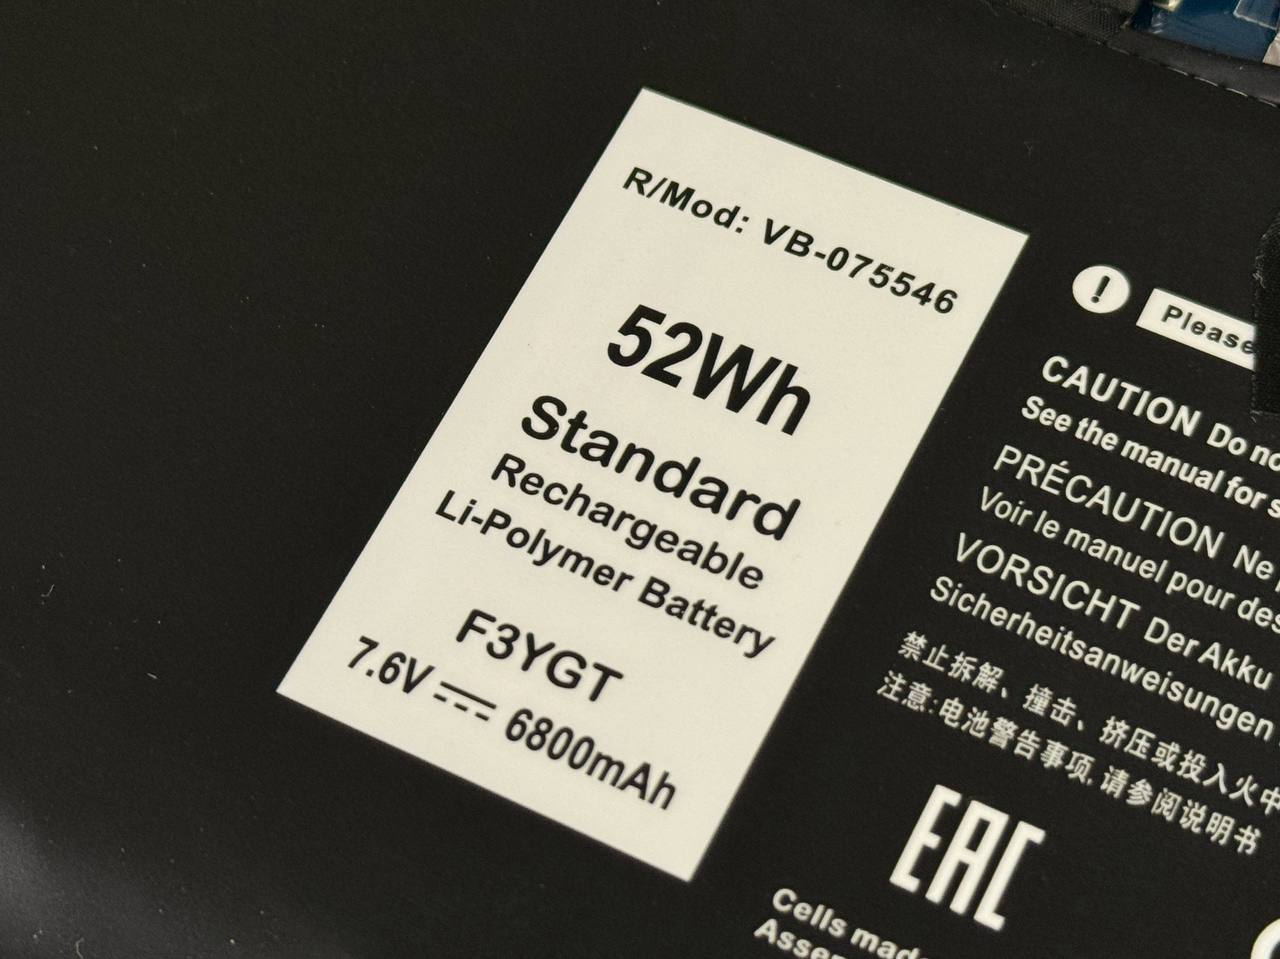 R/Mod: VB-075546
52Wh
Standard
Rechargeable
Li-Polymer Battery
F3YGT
7.6V ⎓ 6800mAh
!
Please
CAUTION Do
See the manual for
PRÉCAUTION Ne
Voir le manuel pour des
VORSICHT Der Akku
Sicherheitsanweisungen
禁止拆解、撞击、挤压或投入火中
注意:电池警告事项,请参阅说明书
EAC
Cells made